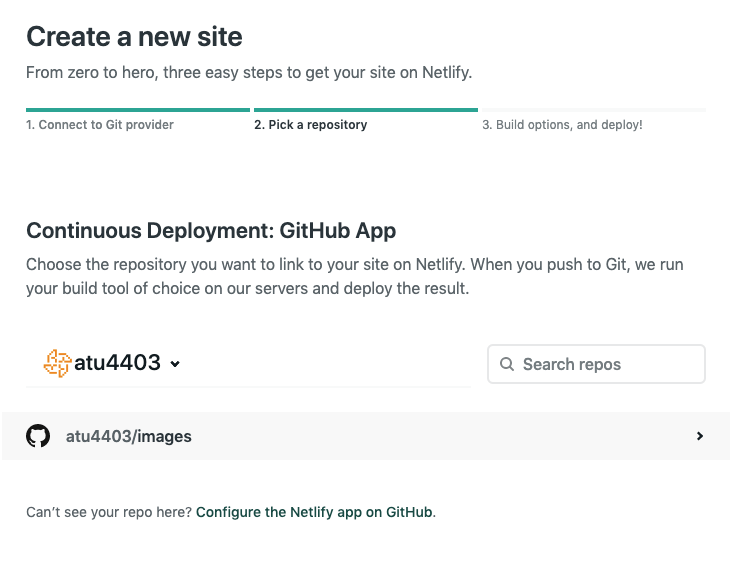 Create a new site
From zero to hero, three easy steps to get your site on Netlify.
1. Connect to Git provider
2. Pick a repository
3. Build options, and deploy!
Continuous Deployment: GitHub App
Choose the repository you want to link to your site on Netlify. When you push to Git, we run
your build tool of choice on our servers and deploy the result.
atu4403
Search repos
atu4403/images
Can't see your repo here? Configure the Netlify app on GitHub.